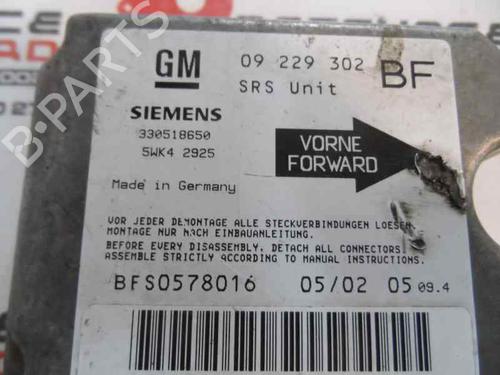 GM
09 229 302 BF
SRS Unit
SIEMENS
330518650
5WK4 2925
VORNE
FORWARD
Made in Germany
VOR JEDER DEMONTAGE ALLE STECKVERBINDUNGEN LOESEN
MONTAGE NUR NACH EINBAUANLEITUNG.
BEFORE EVERY DISASSEMBLY, DETACH ALL CONNECTORS.
ASSEMBLE ACCORDING TO MANUAL INSTRUCTIONS.
BFS0578016 05/02 05 09.4
B-PARTS